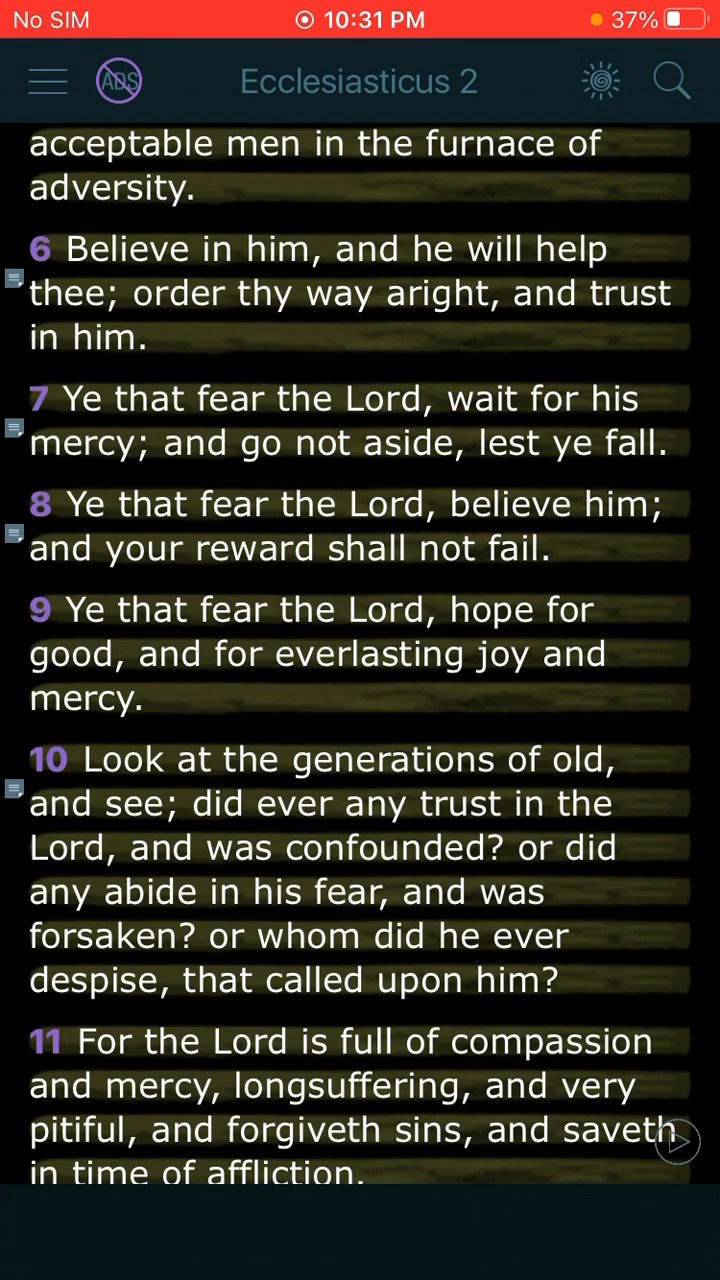 No SIM 10:31 PM 37%
ADS Ecclesiasticus 2
acceptable men in the furnace of
adversity.
6 Believe in him, and he will help
thee; order thy way aright, and trust
in him.
7 Ye that fear the Lord, wait for his
mercy; and go not aside, lest ye fall.
8 Ye that fear the Lord, believe him;
and your reward shall not fail.
9 Ye that fear the Lord, hope for
good, and for everlasting joy and
mercy.
10 Look at the generations of old,
and see; did ever any trust in the
Lord, and was confounded? or did
any abide in his fear, and was
forsaken? or whom did he ever
despise, that called upon him?
11 For the Lord is full of compassion
and mercy, longsuffering, and very
pitiful, and forgiveth sins, and saveth
in time of affliction.